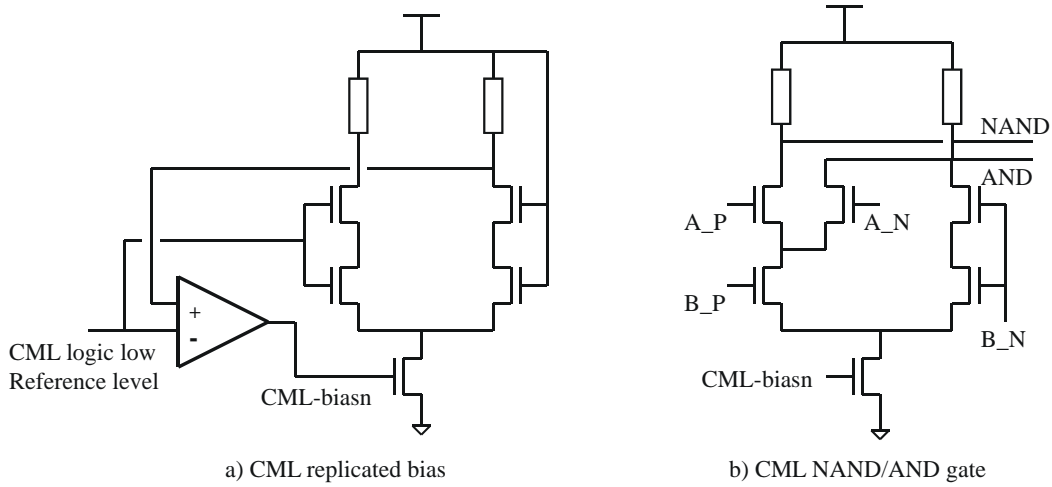 NAND
AND
A_P
A_N
B_P
B_N
+
-
CML logic low
Reference level
CML-biasn
CML-biasn
a) CML replicated bias
b) CML NAND/AND gate